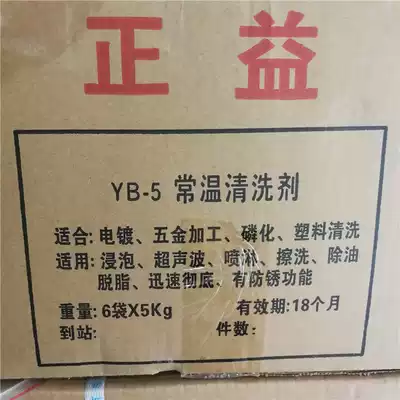 正益
YB-5 常温清洗剂
适合: 电镀、五金加工、磷化、塑料清洗
适用: 浸泡、超声波、喷淋、擦洗、除油
脱脂、迅速彻底、有防锈功能
重量: 6袋X5Kg 有效期: 18个月
到站: 件数: